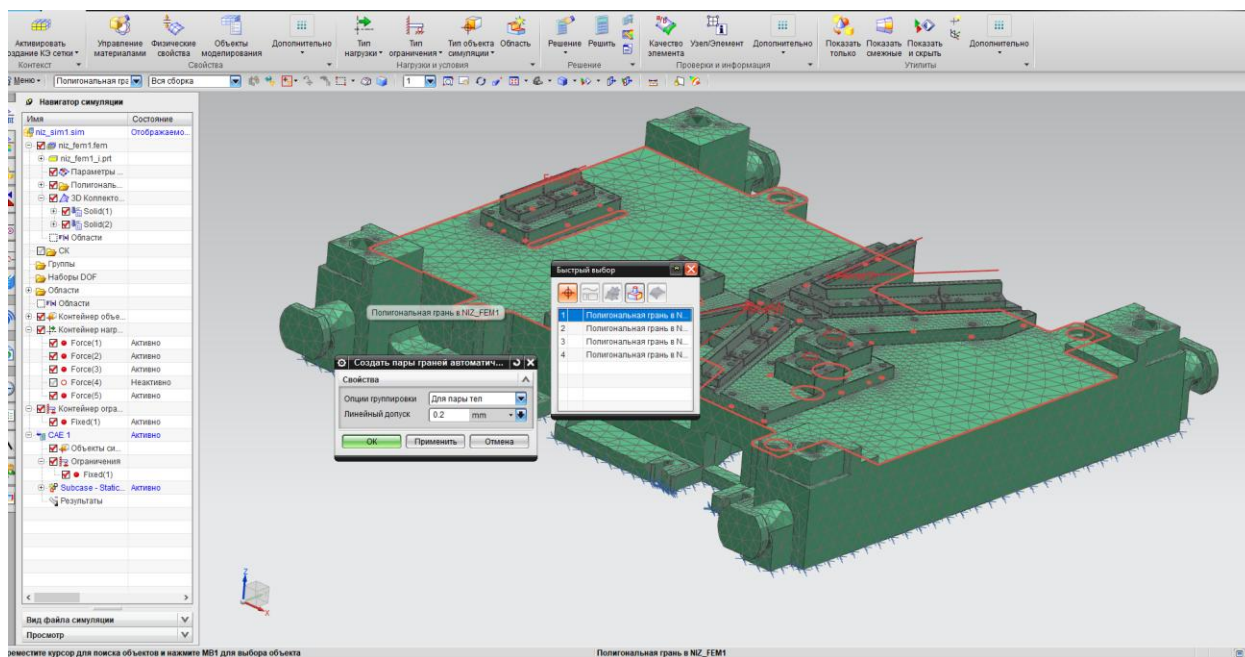 Активировать
оздание КЭ сетки
Управление
материалами
Физические
свойства
Объекты
моделирования
Дополнительно
Тип
нагрузки
Тип
ограничения
Тип объекта
симуляции
Область
Решение
Решить
Качество
элемента
Узел/Элемент
Дополнительно
Показать
только
Показать
смежные
Показать
и скрыть
Дополнительно
Контекст
Свойства
Нагрузки и условия
Решение
Проверки и информация
Утилиты
Меню
Полигональная гра
Вся сборка
1
Навигатор симуляции
Имя Состояние
niz_sim1.sim Отображаемо...
niz_fem1.fem
niz_fem1_i.prt
Параметры ...
Полигональ...
3D Коллекто...
Solid(1)
Solid(2)
Области
СК
Группы
Наборы DOF
Области
Области
Контейнер объе...
Контейнер нагр...
Force(1) Активно
Force(2) Активно
Force(3) Активно
Force(4) Неактивно
Force(5) Активно
Контейнер огра...
Fixed(1) Активно
CAE 1 Активно
Объекты си...
Ограничения
Fixed(1)
Subcase - Static... Активно
Результаты
Вид файла симуляции
Просмотр
Полигональная грань в NIZ_FEM1
Быстрый выбор
1 Полигональная грань в N...
2 Полигональная грань в N...
3 Полигональная грань в N...
4 Полигональная грань в N...
Создать пары граней автоматич...
Свойства
Опции группировки Для пары тел
Линейный допуск 0.2 mm
ОК Применить Отмена
Z
X
реместите курсор для поиска объектов и нажмите MB1 для выбора объекта
Полигональная грань в NIZ_FEM1